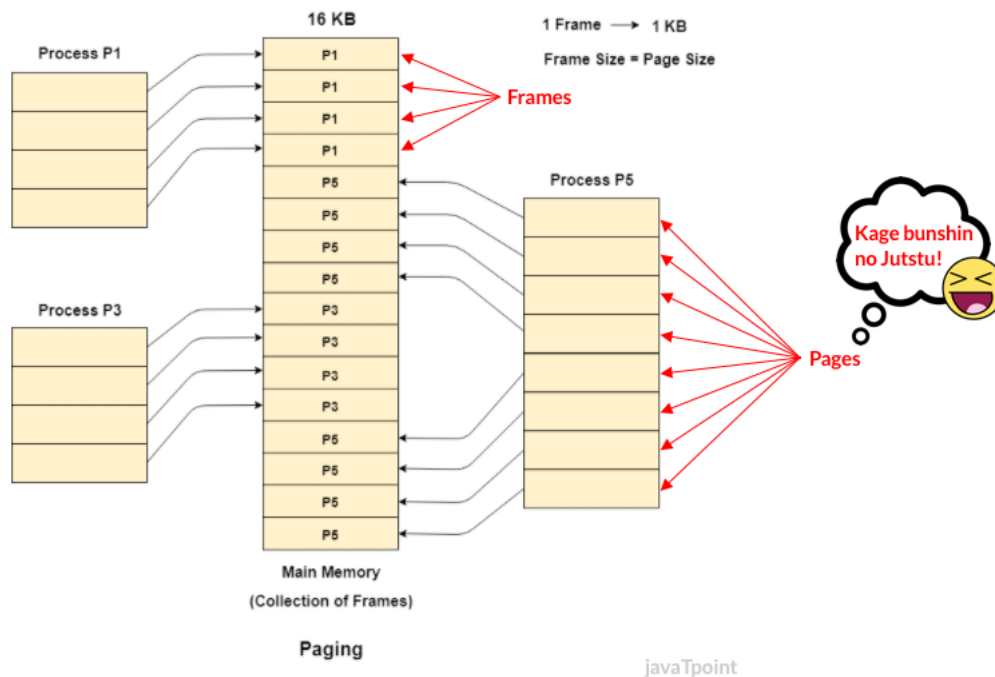 16 KB
1 Frame → 1 KB
Frame Size = Page Size
Process P1
P1
P1
P1
P1
Frames
P5
P5
P5
P5
Process P5
Kage bunshin
no Jutstu!
Process P3
P3
P3
P3
P3
Pages
P5
P5
P5
P5
Main Memory
(Collection of Frames)
Paging
javaTpoint